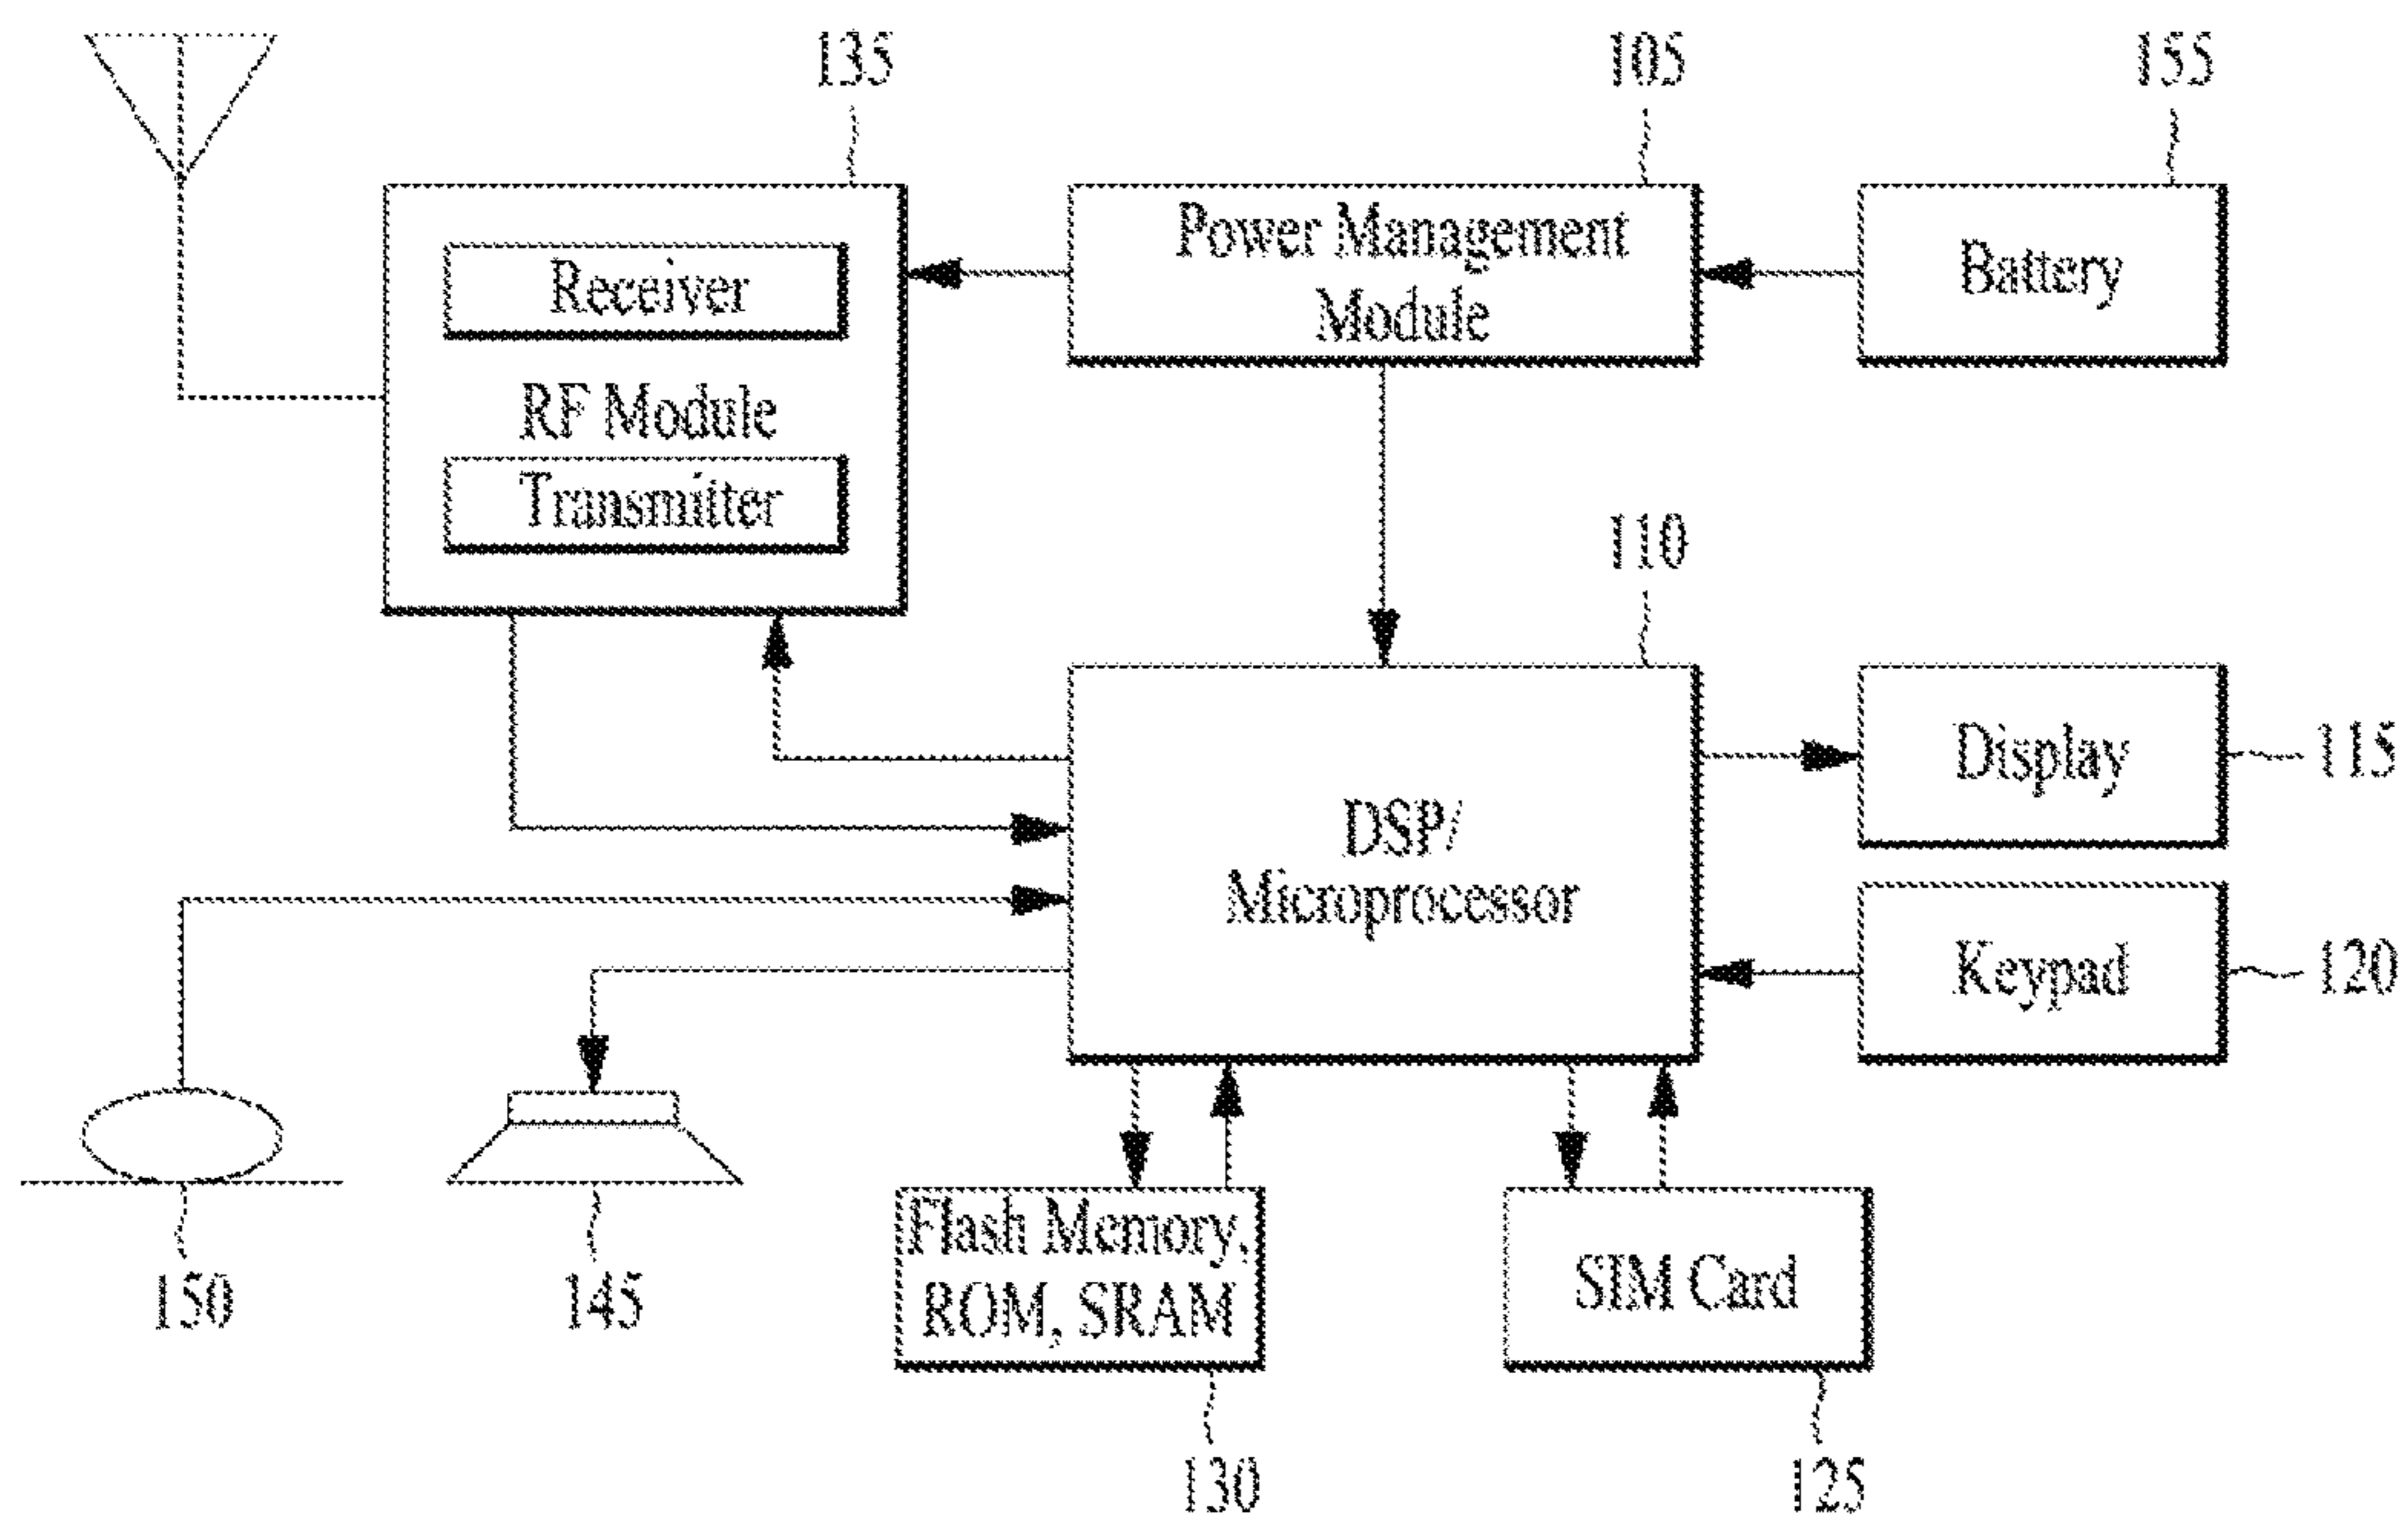 135
105
155
Receiver
RF Module
Transmitter
Power Management
Module
Battery
110
DSP/
Microprocessor
Display
115
Keypad
120
150
145
Flash Memory,
ROM, SRAM
SIM Card
130
125